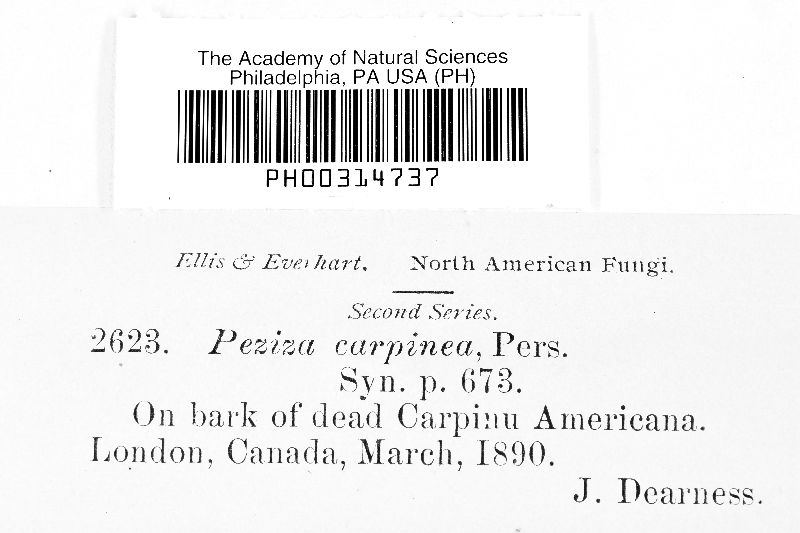 The Academy of Natural Sciences
Philadelphia, PA USA (PH)
PH00314737
Ellis & Everhart. North American Fungi.
Second Series.
2623. Peziza carpinea, Pers.
Syn. p. 673.
On bark of dead Carpinu Americana.
London, Canada, March, 1890.
J. Dearness.